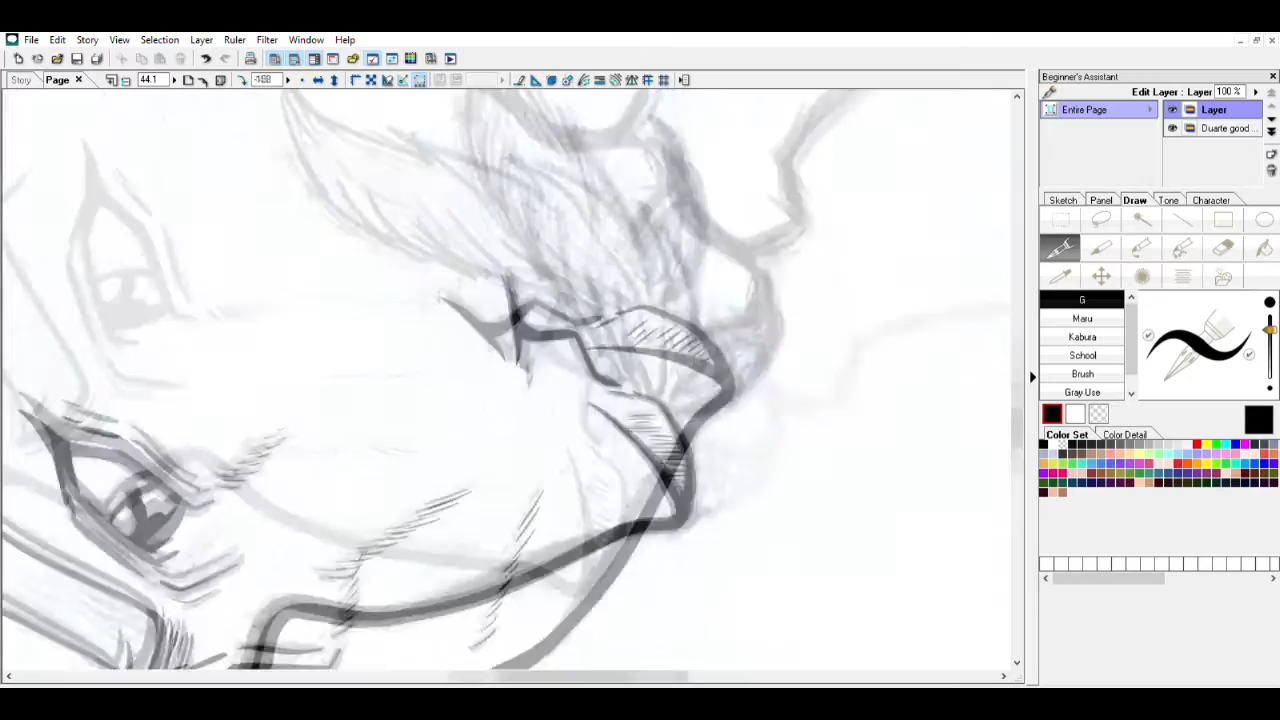 File Edit Story View Selection Layer Ruler Filter Window Help
Story Page 44.1
Beginner's Assistant
Edit Layer : Layer 100 %
Entire Page
Layer
Duarte good ...
Sketch Panel Draw Tone Character
G
Maru
Kabura
School
Brush
Gray Use
Color Set Color Detail